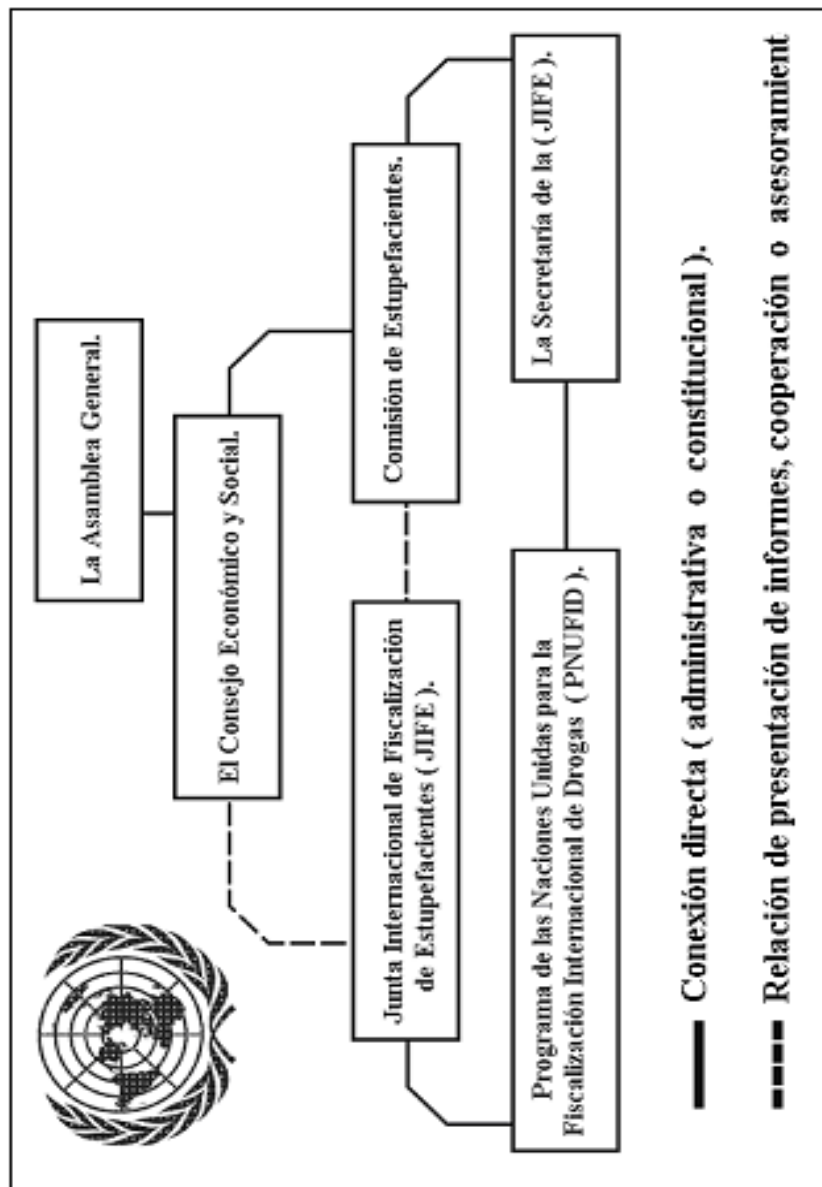 La Asamblea General.
El Consejo Económico y Social.
Junta Internacional de Fiscalización
de Estupefacientes ( JIFE ).
Comisión de Estupefacientes.
Programa de las Naciones Unidas para la
Fiscalización Internacional de Drogas ( PNUFID ).
La Secretaría de la ( JIFE ).
Conexión directa ( administrativa o constitucional ).
Relación de presentación de informes, cooperación o asesoramient